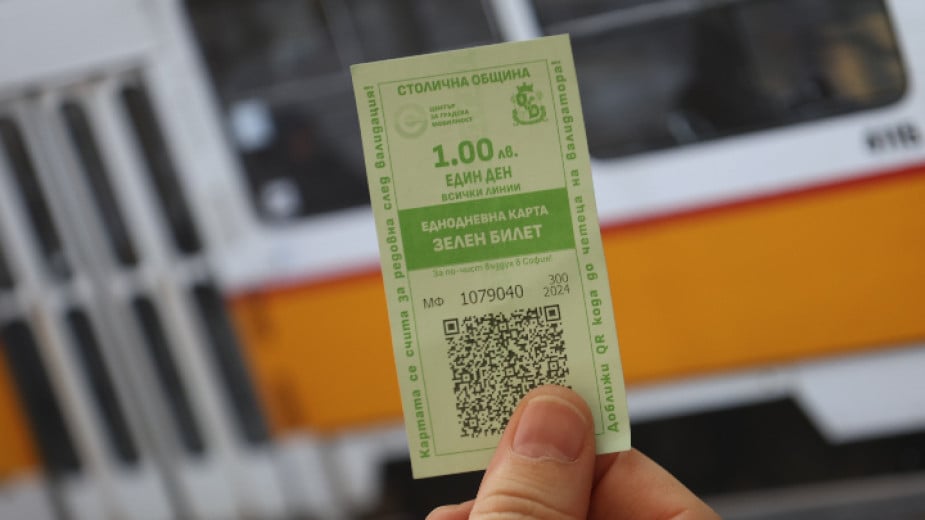 СТОЛИЧНА ОБЩИНА
ЦЕНТЪР
ЗА ГРАДСКА
МОБИЛНОСТ
1.00 лв.
ЕДИН ДЕН
ВСИЧКИ ЛИНИИ
ЕДНОДНЕВНА КАРТА
ЗЕЛЕН БИЛЕТ
За по-чист въздух в София!
МФ 1079040 300
2024
Картата се счита за редовна след валидация!
Доближи QR кода до четеца на валидатора!